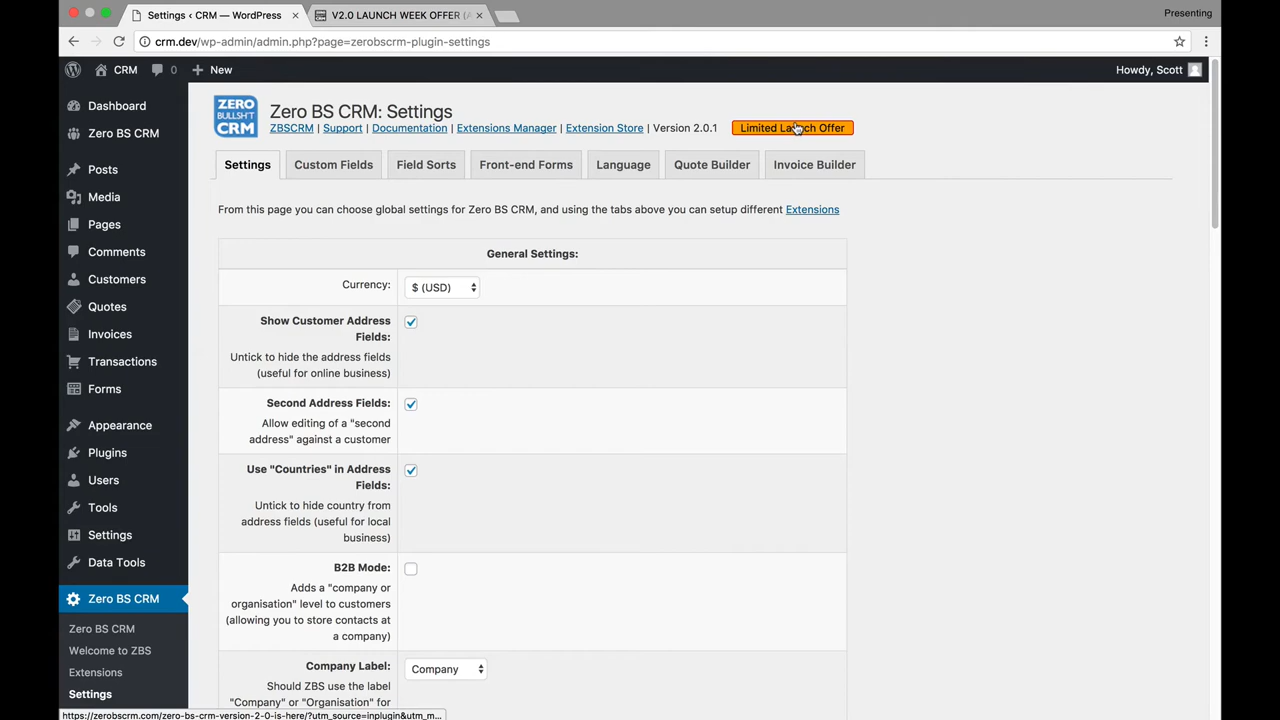 Settings ‹ CRM — WordPress
V2.0 LAUNCH WEEK OFFER (A
Presenting
crm.dev/wp-admin/admin.php?page=zerobscrm-plugin-settings
CRM
0
New
Howdy, Scott
Dashboard
Zero BS CRM
Posts
Media
Pages
Comments
Customers
Quotes
Invoices
Transactions
Forms
Appearance
Plugins
Users
Tools
Settings
Data Tools
Zero BS CRM
Zero BS CRM
Welcome to ZBS
Extensions
Settings
ZERO
BULLSH*T
CRM
Zero BS CRM: Settings
ZBSCRM | Support | Documentation | Extensions Manager | Extension Store | Version 2.0.1
Limited Launch Offer
Settings
Custom Fields
Field Sorts
Front-end Forms
Language
Quote Builder
Invoice Builder
From this page you can choose global settings for Zero BS CRM, and using the tabs above you can setup different Extensions
General Settings:
Currency:
$ (USD)
Show Customer Address
Fields:
Untick to hide the address fields
(useful for online business)
Second Address Fields:
Allow editing of a "second
address" against a customer
Use "Countries" in Address
Fields:
Untick to hide country from
address fields (useful for local
business)
B2B Mode:
Adds a "company or
organisation" level to customers
(allowing you to store contacts at
a company)
Company Label:
Company
Should ZBS use the label
"Company" or "Organisation" for
https://zerobscrm.com/zero-bs-crm-version-2-0-is-here/?utm_source=inplugin&utm_m...